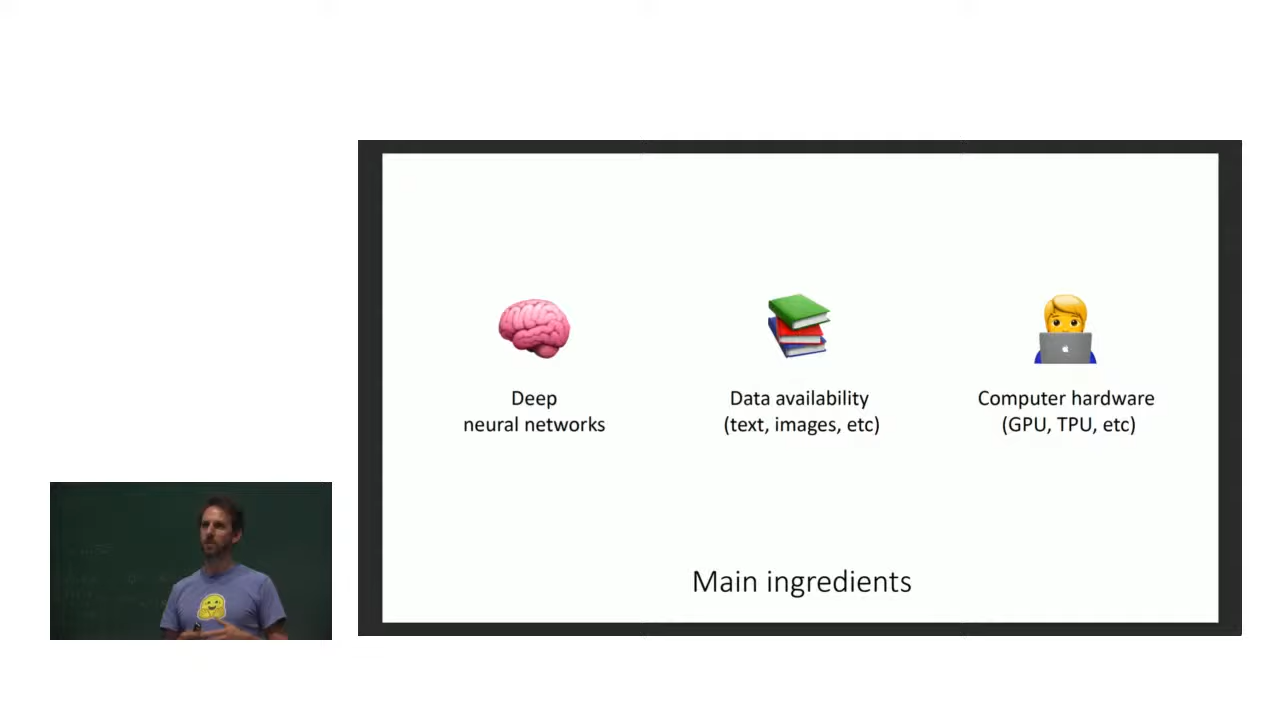 Deep
neural networks
Data availability
(text, images, etc)
Computer hardware
(GPU, TPU, etc)
Main ingredients